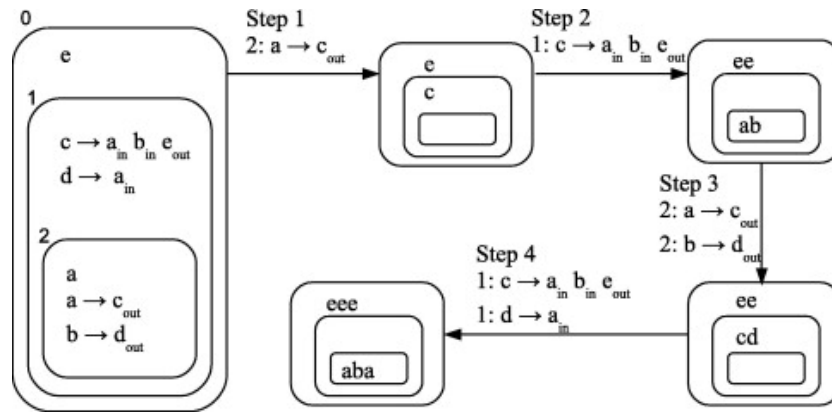 0
e
1
c → a_in b_in e_out
d → a_in
2
a
a → c_out
b → d_out
Step 1
2: a → c_out
e
c
Step 2
1: c → a_in b_in e_out
ee
ab
Step 3
2: a → c_out
2: b → d_out
ee
cd
Step 4
1: c → a_in b_in e_out
1: d → a_in
eee
aba